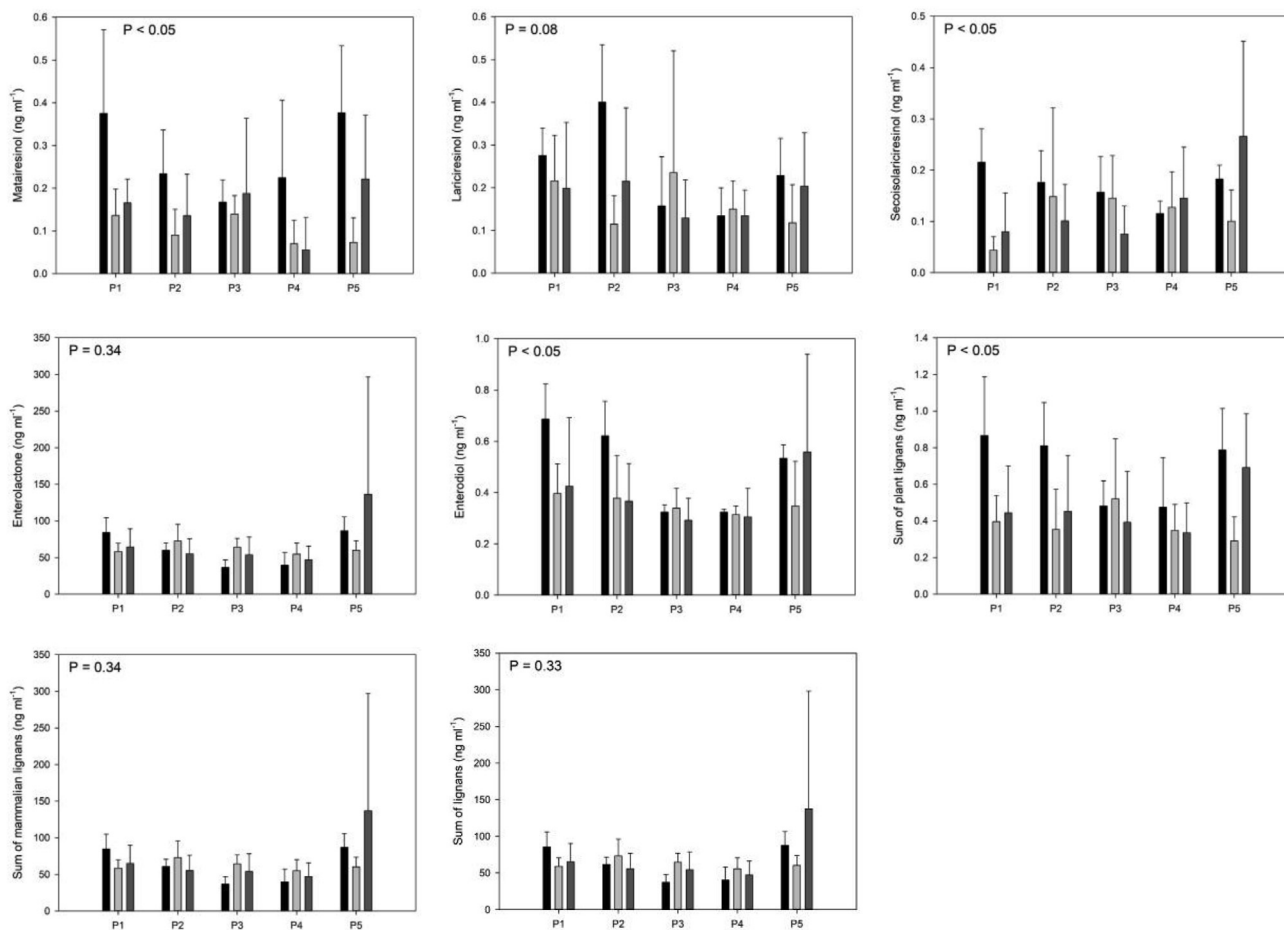 P < 0.05
Matairesinol (ng ml⁻¹)
0.6
0.5
0.4
0.3
0.2
0.1
0.0
P1 P2 P3 P4 P5
P = 0.08
Lariciresinol (ng ml⁻¹)
0.6
0.5
0.4
0.3
0.2
0.1
0.0
P1 P2 P3 P4 P5
P < 0.05
Secoisolariciresinol (ng ml⁻¹)
0.5
0.4
0.3
0.2
0.1
0.0
P1 P2 P3 P4 P5
P = 0.34
Enterolactone (ng ml⁻¹)
350
300
250
200
150
100
50
0
P1 P2 P3 P4 P5
P < 0.05
Enterodiol (ng ml⁻¹)
1.0
0.8
0.6
0.4
0.2
0.0
P1 P2 P3 P4 P5
P < 0.05
Sum of plant lignans (ng ml⁻¹)
1.4
1.2
1.0
0.8
0.6
0.4
0.2
0.0
P1 P2 P3 P4 P5
P = 0.34
Sum of mammalian lignans (ng ml⁻¹)
350
300
250
200
150
100
50
0
P1 P2 P3 P4 P5
P = 0.33
Sum of lignans (ng ml⁻¹)
350
300
250
200
150
100
50
0
P1 P2 P3 P4 P5